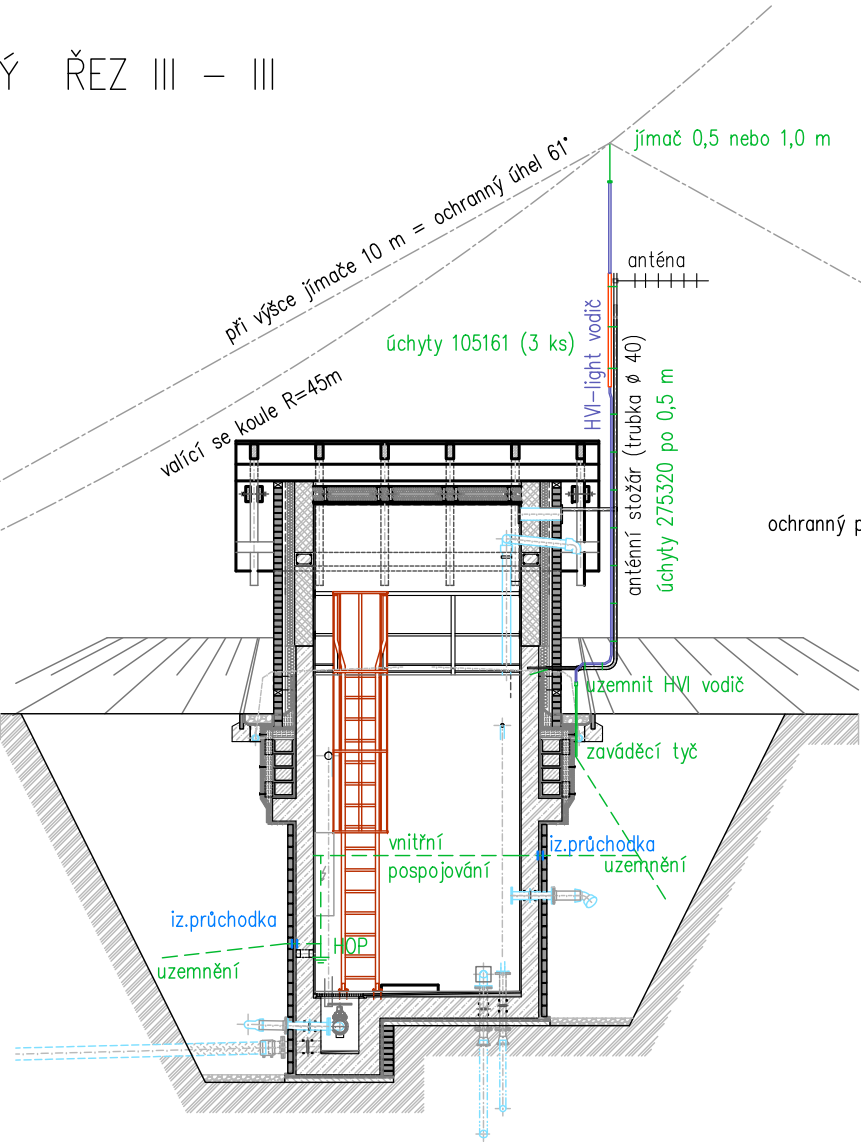 Ý ŘEZ III – III
jímač 0,5 nebo 1,0 m
při výšce jímače 10 m = ochranný úhel 61°
anténa
úchyty 105161 (3 ks)
HVI-light vodič
anténní stožár (trubka ø 40)
úchyty 275320 po 0,5 m
valící se koule R=45m
ochranný p
uzemnit HVI vodič
zaváděcí tyč
vnitřní
pospojování
iz.průchodka
uzemnění
iz.průchodka
HOP
uzemnění